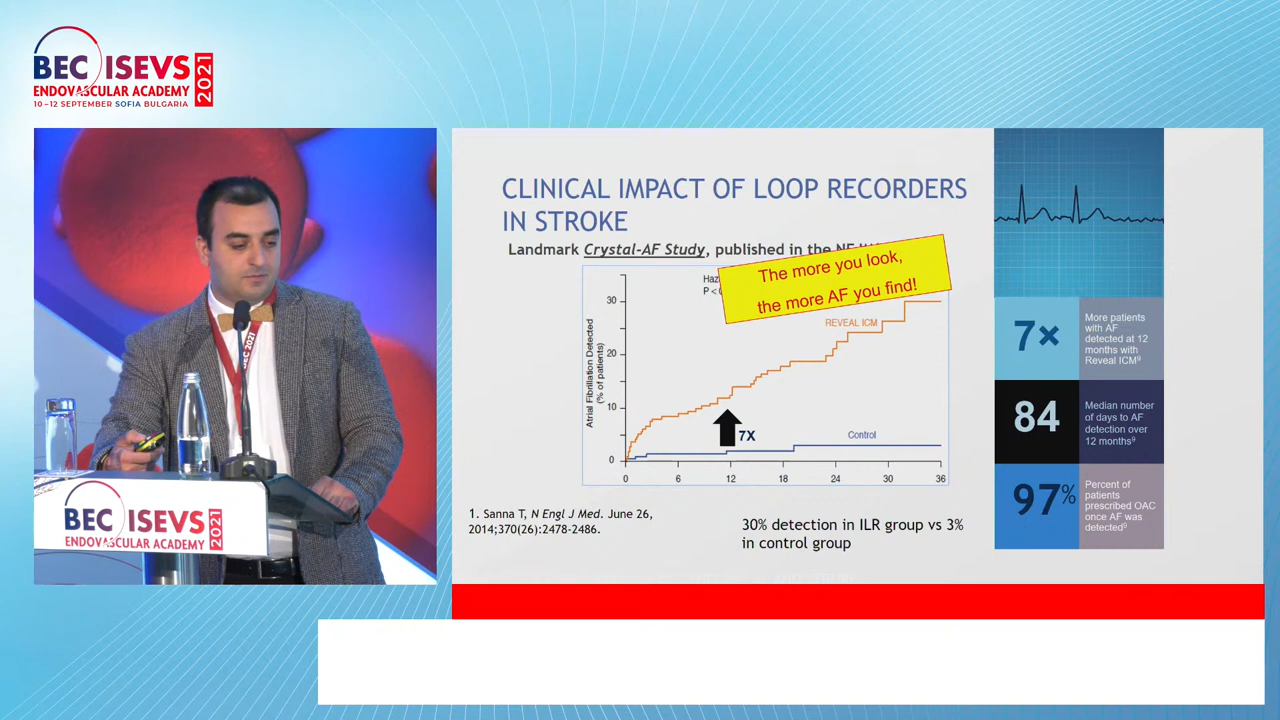 BEC ISEVS
ENDOVASCULAR ACADEMY
2021
10–12 SEPTEMBER SOFIA BULGARIA
CLINICAL IMPACT OF LOOP RECORDERS
IN STROKE
Landmark Crystal-AF Study, published in the
The more you look,
the more AF you find!
P <
REVEAL ICM
Control
7X
Atrial Fibrillation Detected
(% of patients)
30
20
10
0
0 6 12 18 24 30 36
1. Sanna T, N Engl J Med. June 26,
2014;370(26):2478-2486.
30% detection in ILR group vs 3%
in control group
7×
More patients
with AF
detected at 12
months with
Reveal ICM⁹
84
Median number
of days to AF
detection over
12 months⁹
97%
Percent of
patients
prescribed OAC
once AF was
detected⁹
BEC 2021
BEC ISEVS
ENDOVASCULAR ACADEMY
2021